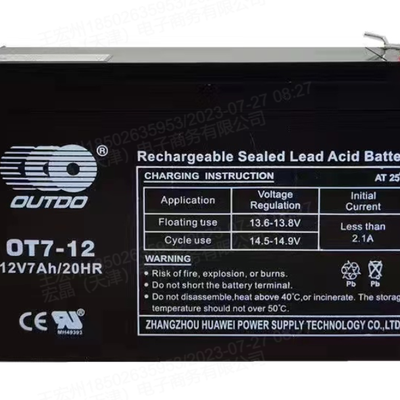 OUTDO
OT7-12
12V7Ah/20HR
MH49393
Rechargeable Sealed Lead Acid Batte
CHARGING INSTRUCTION AT 25
Application Voltage Regulation Initial Current
Floating use 13.6-13.8V Less than 2.1A
Cycle use 14.5-14.9V
WARNING
Risk of fire, explosion, or burns.
Do not short the battery terminal.
Do not disassemble,heat above 40°C,or incinerate. The storage
temperature should not over 50°C.
Pb Pb
ZHANGZHOU HUAWEI POWER SUPPLY TECHNOLOGY CO.,LTD